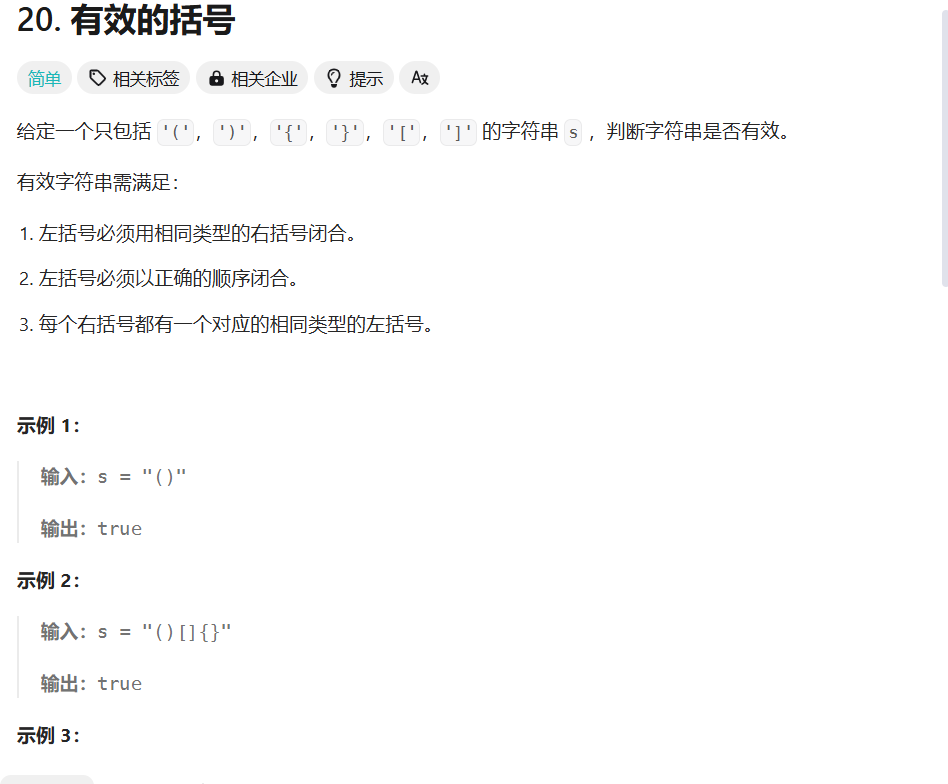 20. 有效的括号
简单 相关标签 相关企业 提示 A文
给定一个只包括 '(', ')', '{', '}', '[', ']' 的字符串 s ，判断字符串是否有效。
有效字符串需满足：
1. 左括号必须用相同类型的右括号闭合。
2. 左括号必须以正确的顺序闭合。
3. 每个右括号都有一个对应的相同类型的左括号。
示例 1：
输入：s = "()"
输出：true
示例 2：
输入：s = "()[]{}"
输出：true
示例 3：